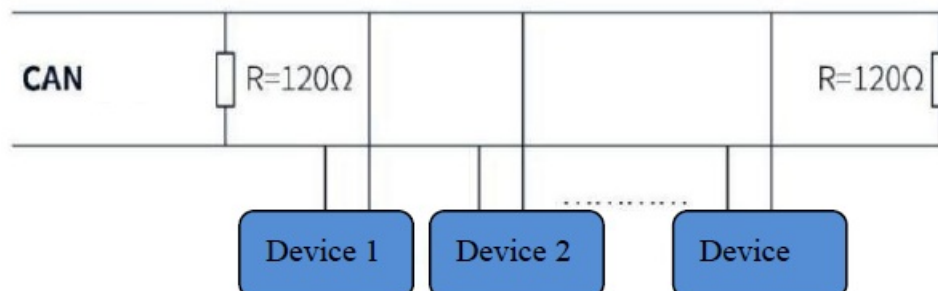 CAN
R=120Ω
R=120Ω
Device 1
Device 2
Device